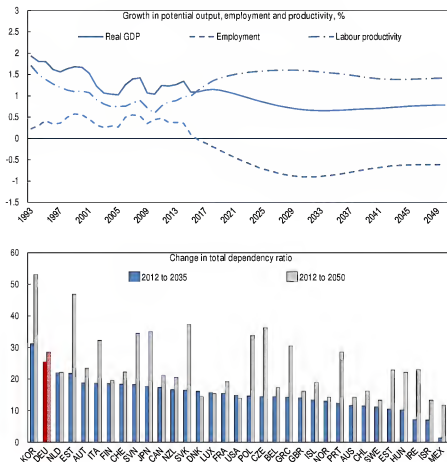 Growth in potential output, employment and productivity, %
Real GDP
Employment
Labour productivity
3
2.5
2
1.5
1
0.5
0
-0.5
-1
-1.5
1993
1997
2001
2005
2009
2013
2017
2021
2025
2029
2033
2037
2041
2045
2049
Change in total dependency ratio
2012 to 2035
2012 to 2050
60
50
40
30
20
10
0
KOR
DEU
NLD
EST
AUT
ITA
FIN
CHE
SVN
JPN
CAN
NZL
SVK
DNK
LUX
FRA
USA
POL
CZE
BEL
GRC
GBR
ISL
NOR
PRT
AUS
CHL
SWE
EST
HUN
IRE
ISR
MEX